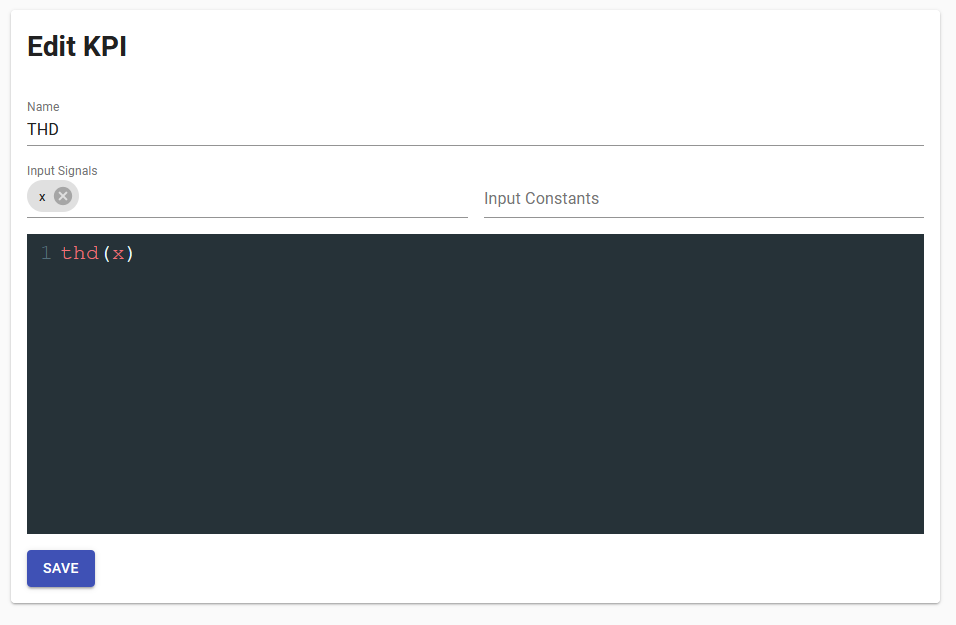 Edit KPI
Name
THD
Input Signals
x
Input Constants
1 thd(x)
SAVE